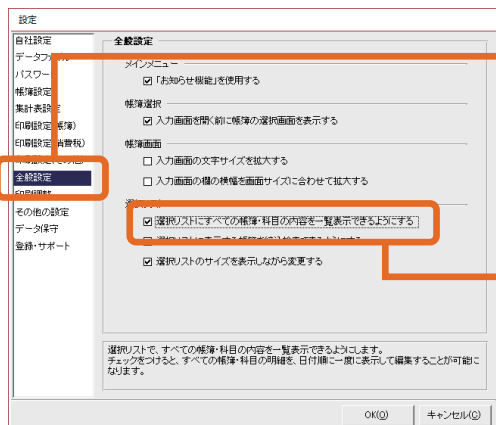 設定
自社設定
データファイル
パスワー
帳簿設定
集計表設定
印刷設定(帳簿)
印刷設定(消費税)
全般設定
その他の設定
データ保守
登録・サポート
全般設定
メインメニュー
「お知らせ機能」を使用する
帳簿選択
入力画面を開く前に帳簿の選択画面を表示する
帳簿画面
入力画面の文字サイズを拡大する
入力画面の欄の横幅を画面サイズに合わせて拡大する
選択リストにすべての帳簿・科目の内容を一覧表示できるようにする
選択リストのサイズを表示しながら変更する
選択リストで、すべての帳簿・科目の内容を一覧表示できるようにします。
チェックをつけると、すべての帳簿・科目の明細を、日付順に一度に表示して編集することが可能に
なります。
OK(O)
キャンセル(C)